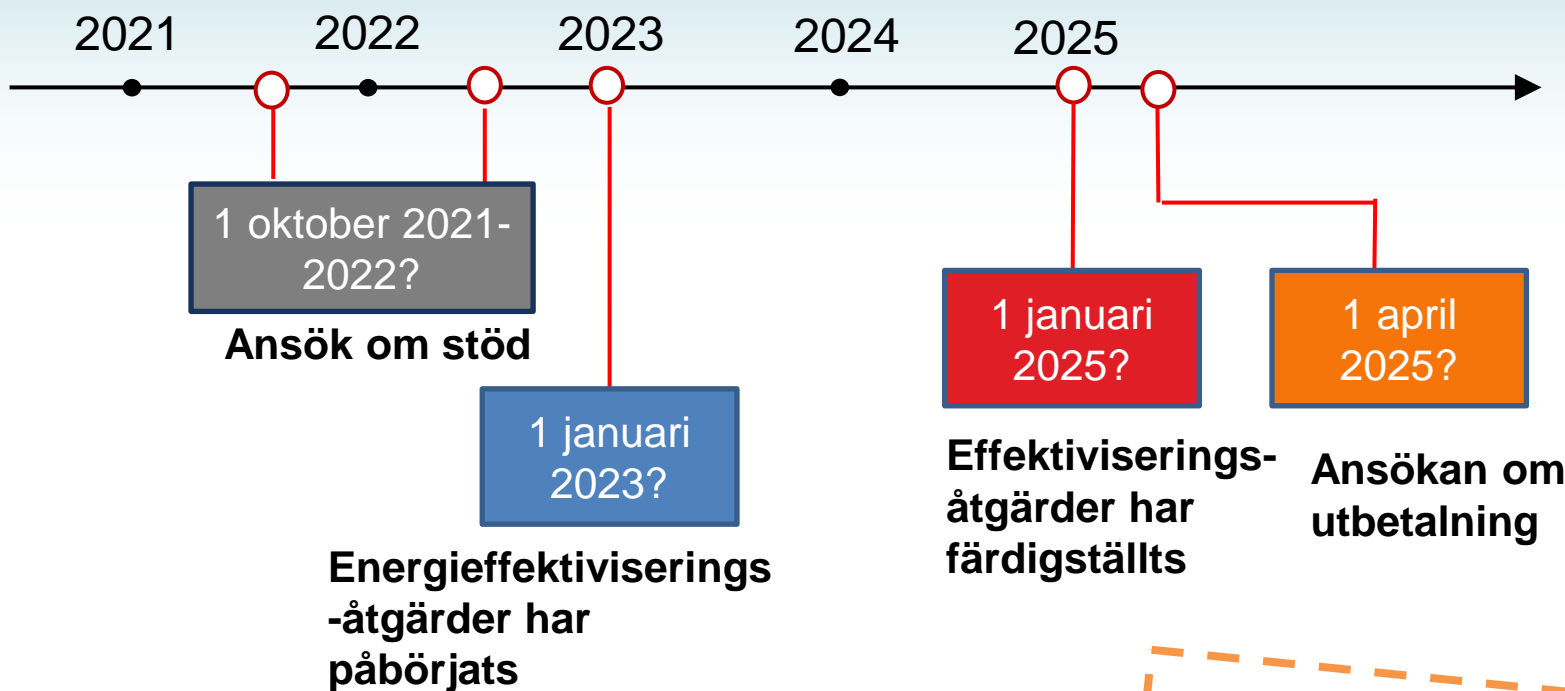 2021
2022
2023
2024
2025
1 oktober 2021-
2022?
Ansök om stöd
1 januari
2023?
Energieffektiviserings
-åtgärder har
påbörjats
1 januari
2025?
Effektiviserings-
åtgärder har
färdigställts
1 april
2025?
Ansökan om
utbetalning